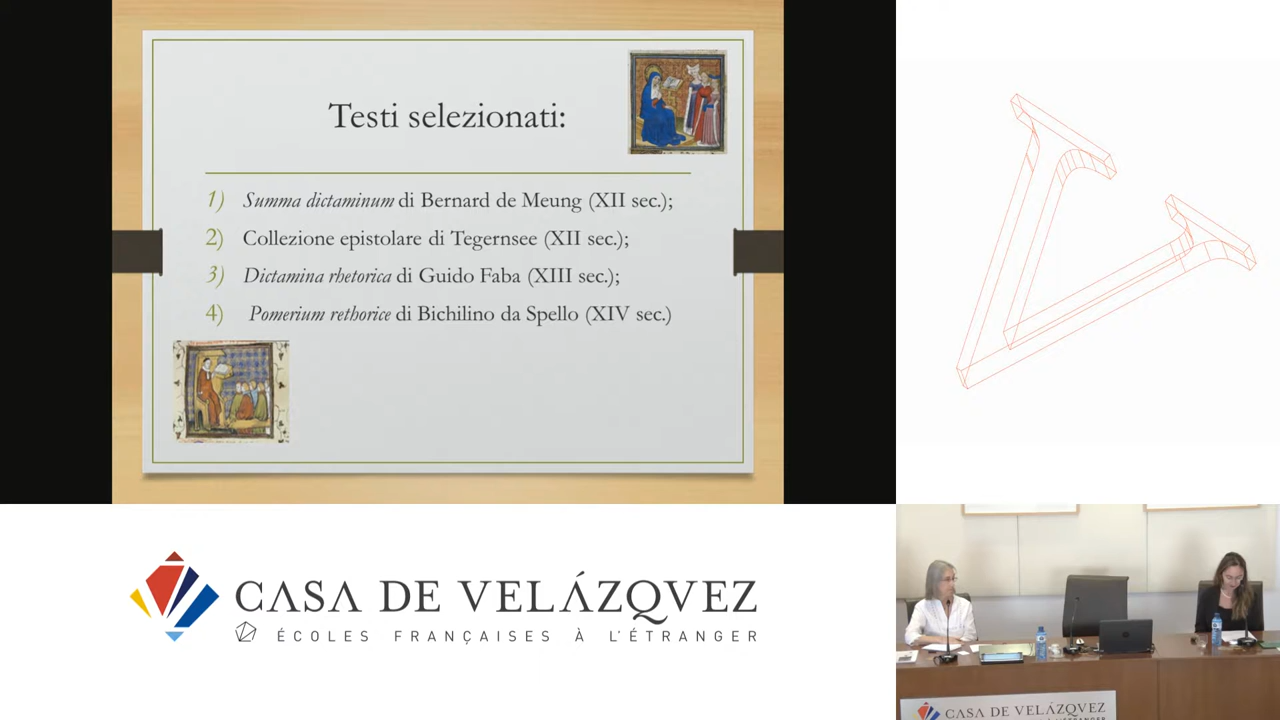 Testi selezionati:
1) Summa dictaminum di Bernard de Meung (XII sec.);
2) Collezione epistolare di Tegernsee (XII sec.);
3) Dictamina rhetorica di Guido Faba (XIII sec.);
4) Pomerium rethorice di Bichilino da Spello (XIV sec.)
CASA DE VELÁZQVEZ
ÉCOLES FRANÇAISES À L'ÉTRANGER
CASA DE VELÁZQVEZ